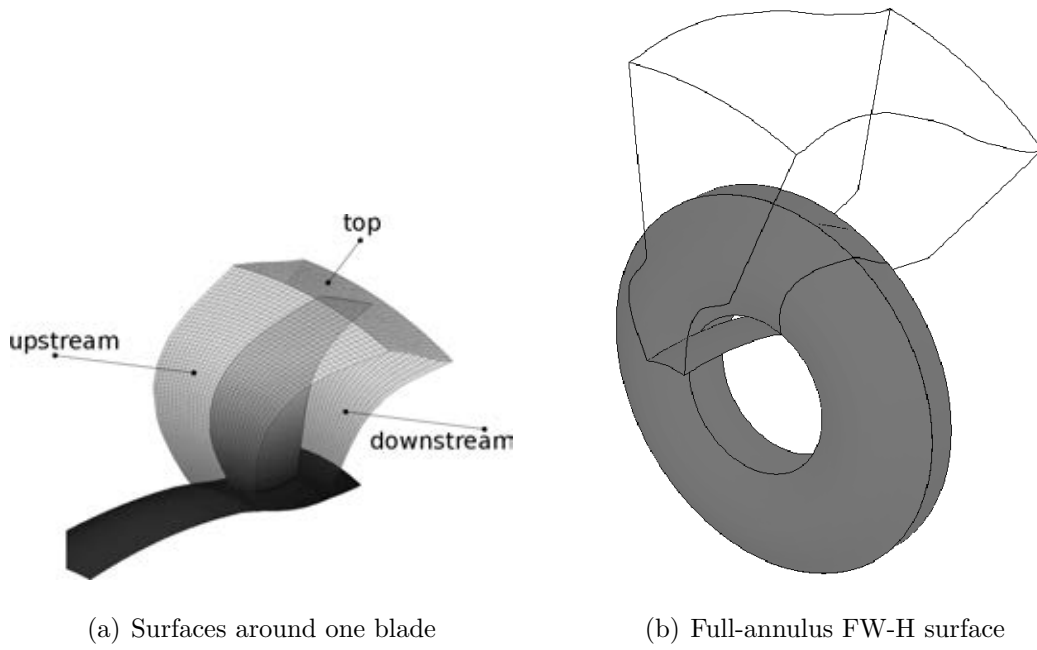 top
upstream
downstream
(a) Surfaces around one blade
(b) Full-annulus FW-H surface